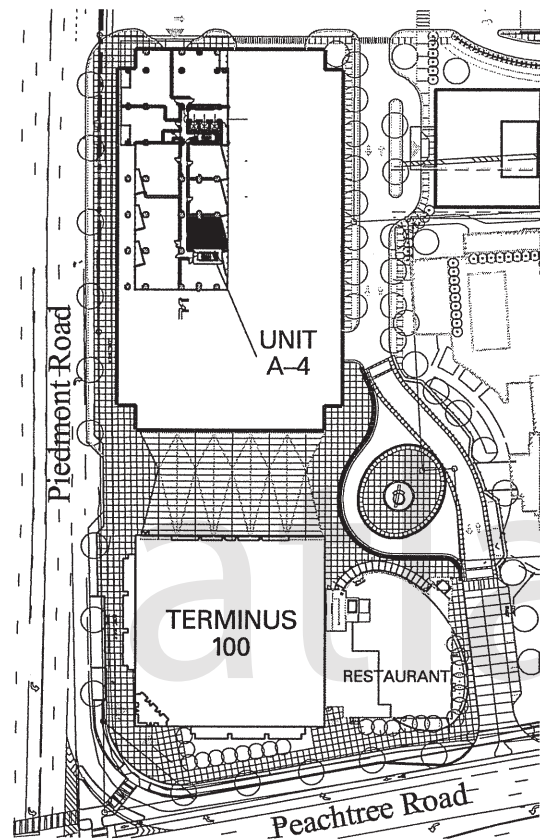 UNIT
A–4
Piedmont Road
TERMINUS
100
RESTAURANT
Peachtree Road